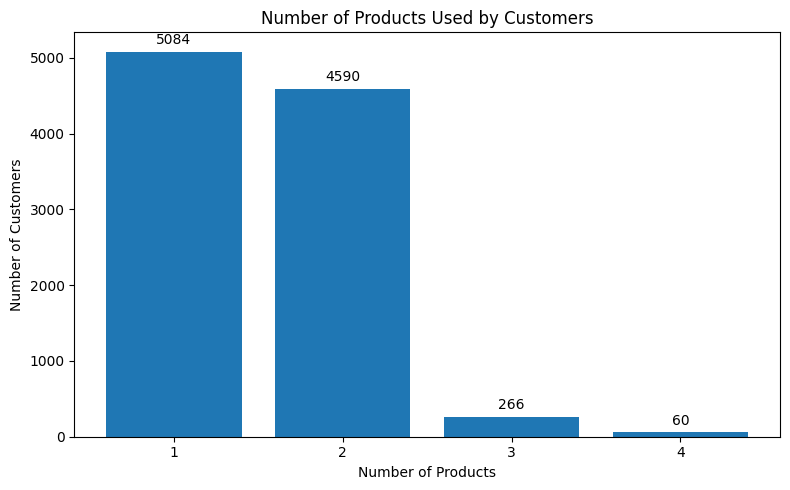 Number of Products Used by Customers
5084
4590
266
60
5000
4000
3000
2000
1000
0
Number of Customers
1 2 3 4
Number of Products